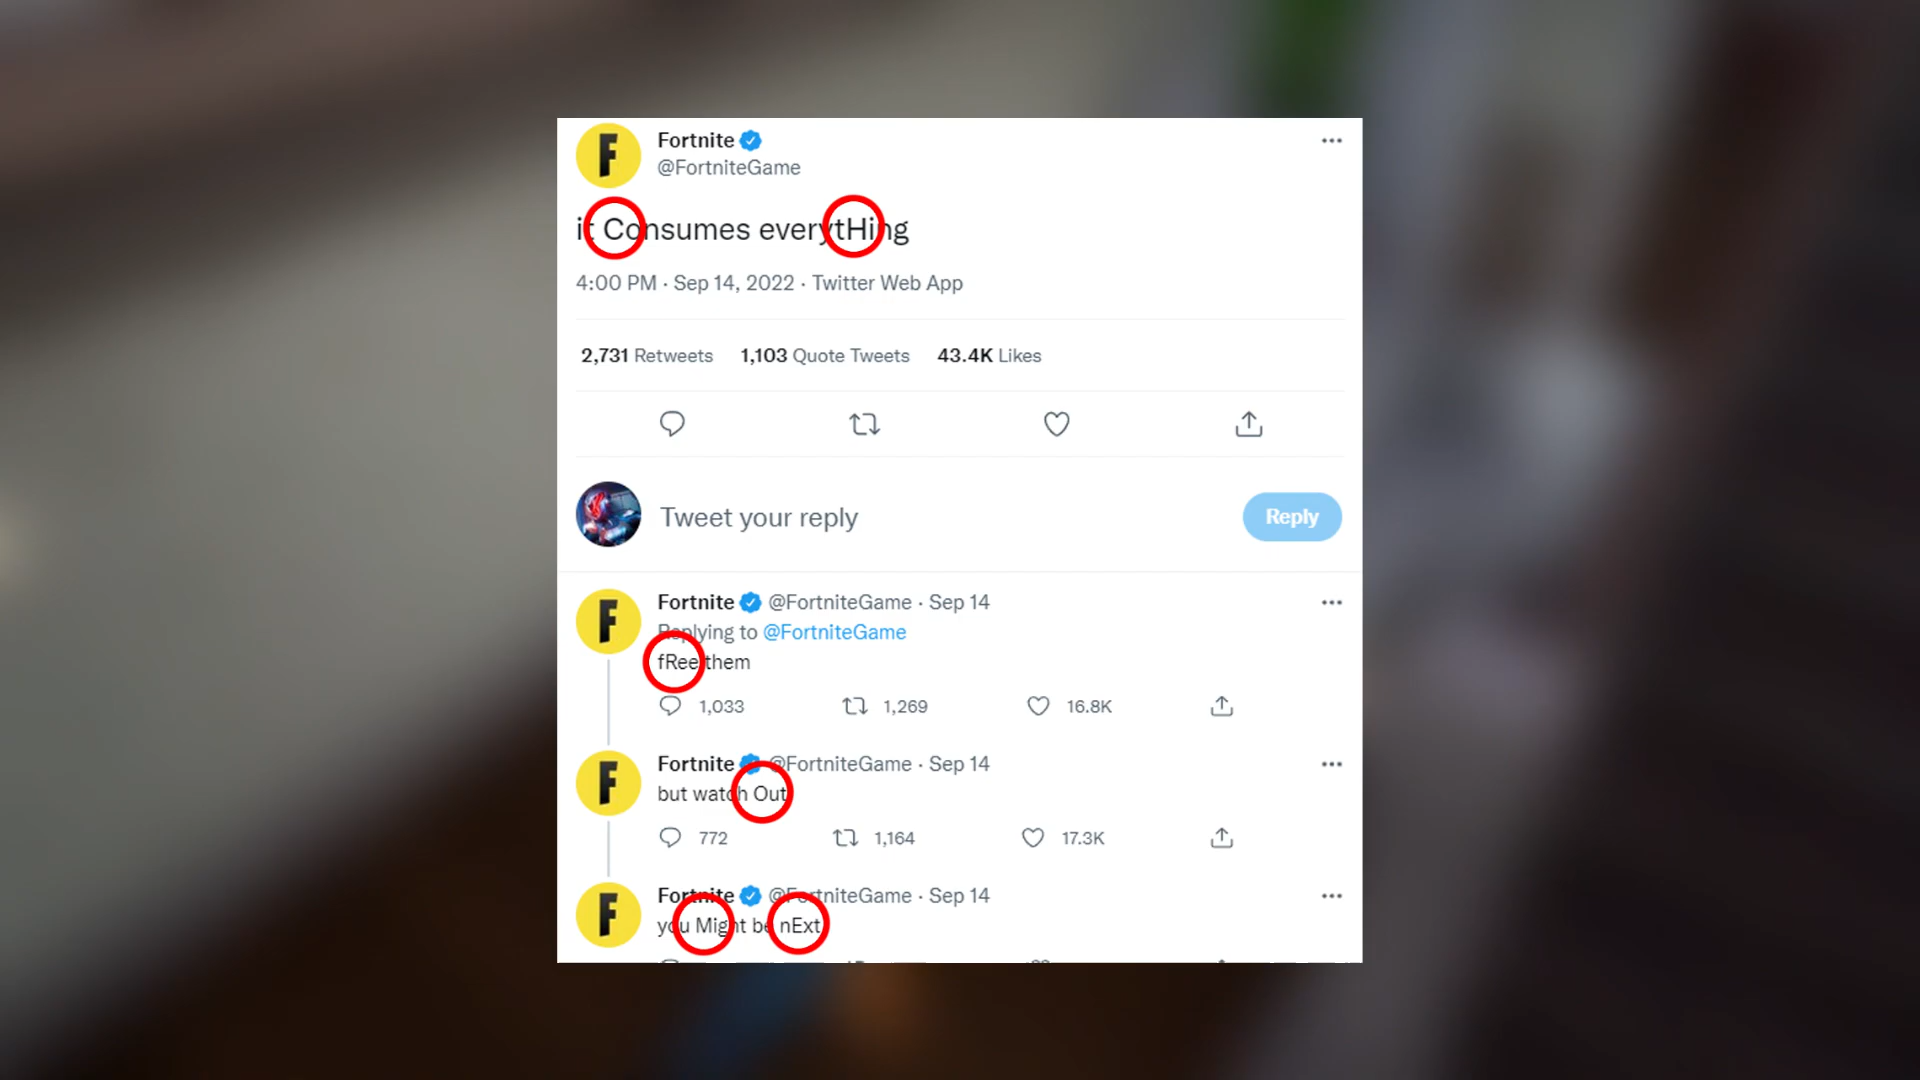 Fortnite
@FortniteGame
it Consumes everytHing
4:00 PM · Sep 14, 2022 · Twitter Web App
2,731 Retweets 1,103 Quote Tweets 43.4K Likes
Tweet your reply
Reply
Fortnite @FortniteGame · Sep 14
Replying to @FortniteGame
fRee them
1,033 1,269 16.8K
Fortnite @FortniteGame · Sep 14
but watch Out
772 1,164 17.3K
Fortnite @FortniteGame · Sep 14
you Might be nExt